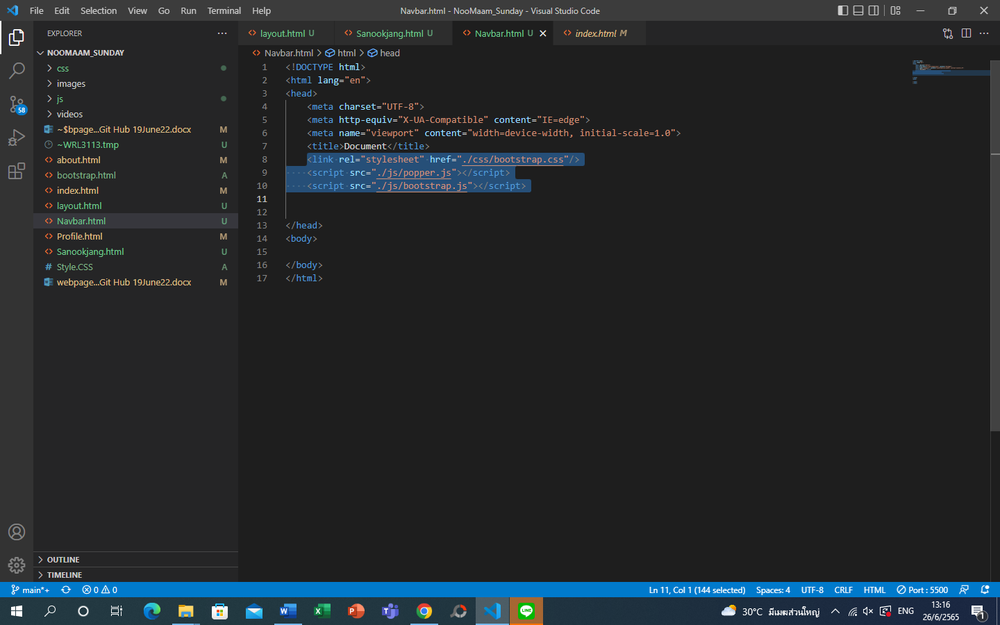 File Edit Selection View Go Run Terminal Help
Navbar.html - NooMaam_Sunday - Visual Studio Code
EXPLORER
NOOMAAM_SUNDAY
css
images
js
videos
~$bpage...Git Hub 19June22.docx M
~WRL3113.tmp U
about.html M
bootstrap.html A
index.html M
layout.html U
Navbar.html U
Profile.html M
Sanookjang.html U
Style.CSS A
webpage...Git Hub 19June22.docx M
OUTLINE
TIMELINE
58
layout.html U Sanookjang.html U Navbar.html U index.html M
Navbar.html > html > head
1 <!DOCTYPE html>
2 <html lang="en">
3 <head>
4 <meta charset="UTF-8">
5 <meta http-equiv="X-UA-Compatible" content="IE=edge">
6 <meta name="viewport" content="width=device-width, initial-scale=1.0">
7 <title>Document</title>
8 <link rel="stylesheet" href="./css/bootstrap.css"/>
9 <script src="./js/popper.js"></script>
10 <script src="./js/bootstrap.js"></script>
11
12
13 </head>
14 <body>
15
16 </body>
17 </html>
main*+ 0 0 Ln 11, Col 1 (144 selected) Spaces: 4 UTF-8 CRLF HTML Port : 5500
30°C มีเมฆส่วนใหญ่ ENG 13:16
26/6/2565
1